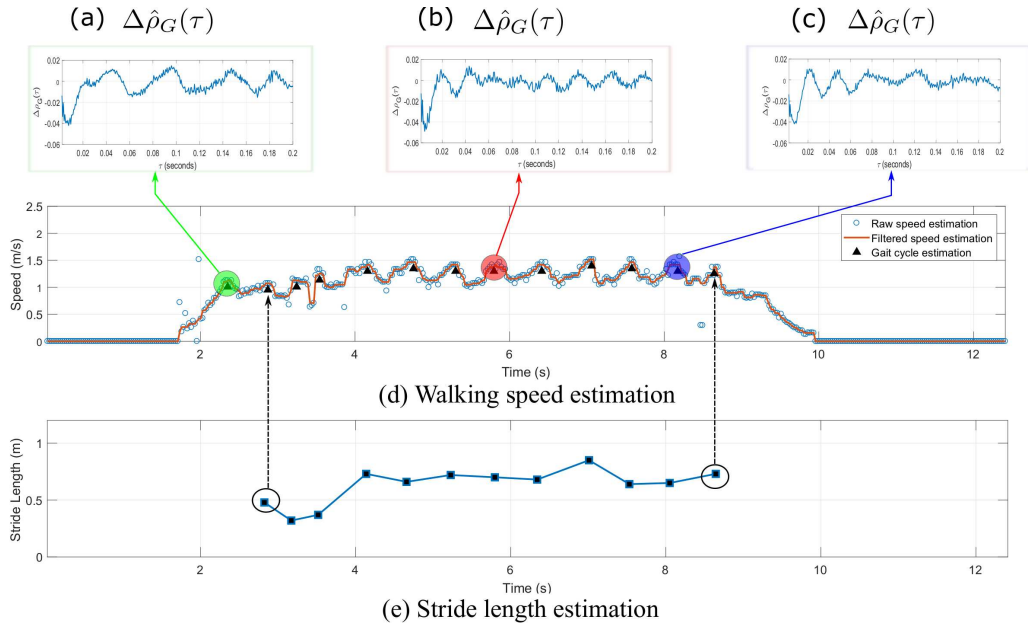 (a) Δρ̂_G(τ)
(b) Δρ̂_G(τ)
(c) Δρ̂_G(τ)
0.02
0
-0.02
-0.04
-0.06
Δρ_G(τ)
0.02 0.04 0.06 0.08 0.1 0.12 0.14 0.16 0.18 0.2
τ (seconds)
0.02
0
-0.02
-0.04
-0.06
Δρ_G(τ)
0.02 0.04 0.06 0.08 0.1 0.12 0.14 0.16 0.18 0.2
τ (seconds)
0.02
0
-0.02
-0.04
-0.06
Δρ_G(τ)
0.02 0.04 0.06 0.08 0.1 0.12 0.14 0.16 0.18 0.2
τ (seconds)
2.5
2
1.5
1
0.5
0
Speed (m/s)
Raw speed estimation
Filtered speed estimation
Gait cycle estimation
2 4 6 8 10 12
Time (s)
(d) Walking speed estimation
1
0.5
0
Stride Length (m)
2 4 6 8 10 12
Time (s)
(e) Stride length estimation